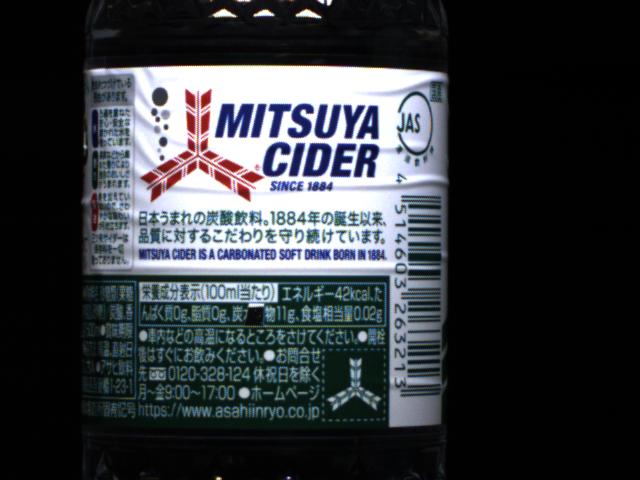 MITSUYA
CIDER
SINCE 1884
JAS
日本うまれの炭酸飲料。1884年の誕生以来、
品質に対するこだわりを守り続けています。
MITSUYA CIDER IS A CARBONATED SOFT DRINK BORN IN 1884.
栄養成分表示(100ml当たり) エネルギー42kcal、た
んぱく質0g、脂質0g、炭 物11g、食塩相当量0.02g
●車内などの高温になるところをさけてください。●開栓
後はすぐにお飲みください。●お問合せ
先 0120-328-124 休祝日を除く
月~金9:00~17:00 ●ホームページ
https://www.asahiinryo.co.jp
4 514603 263213